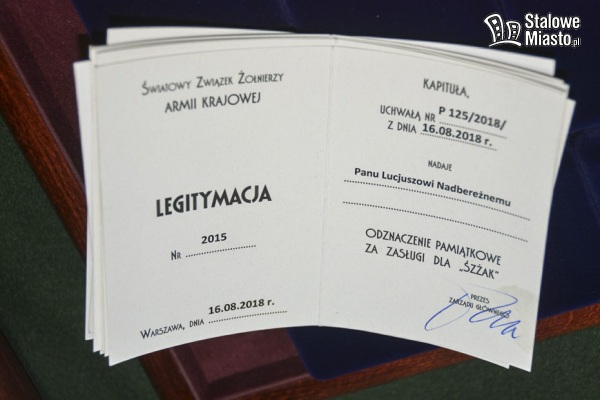 Stalowe
Miasto.pl
Światowy Związek Żołnierzy
ARMII KRAJOWEJ
LEGITYMACJA
NR 2015
WARSZAWA, DNIA 16.08.2018 r.
KAPITUŁA,
UCHWAŁĄ NR P 125/2018/
Z DNIA 16.08.2018 r.
NADAJE
Panu Lucjuszowi Nadbereżnemu
ODZNACZENIE PAMIĄTKOWE
ZA ZASŁUGI DLA „ŚZŻAK”
PREZES
ZARZĄDU GŁÓWNEGO